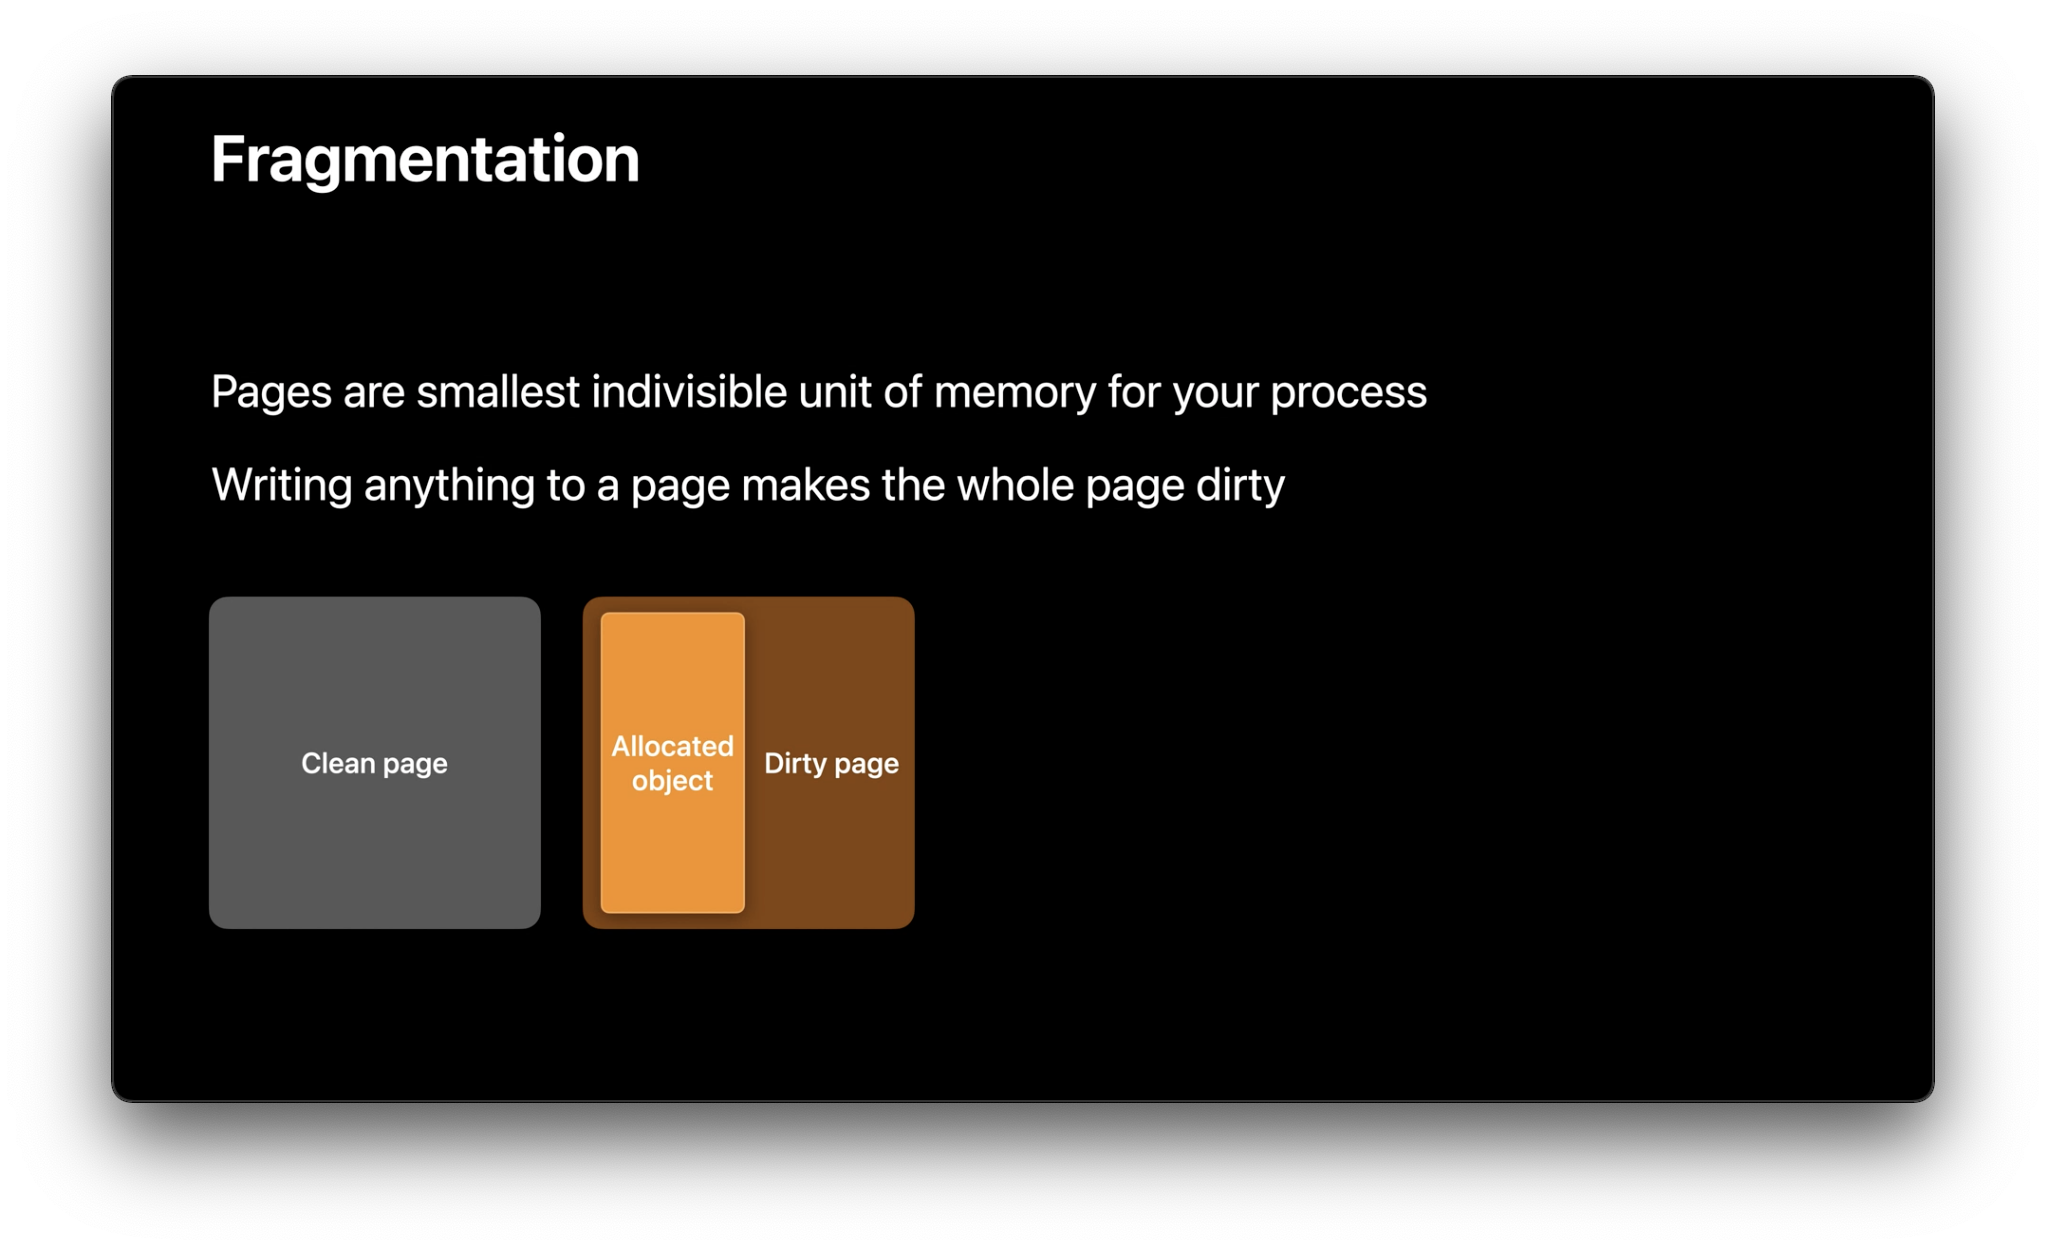 Fragmentation
Pages are smallest indivisible unit of memory for your process
Writing anything to a page makes the whole page dirty
Clean page
Allocated
object
Dirty page